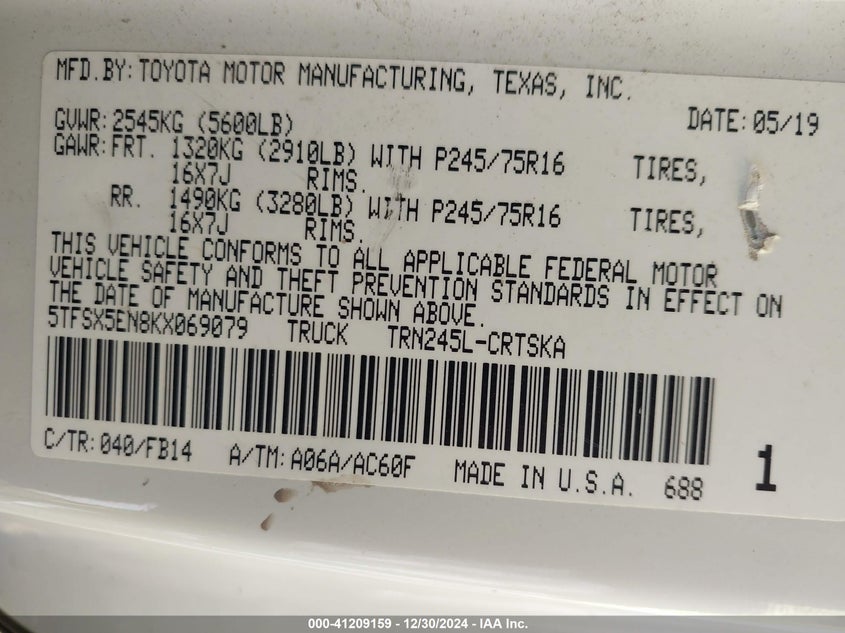 MFD.BY:TOYOTA MOTOR MANUFACTURING, TEXAS, INC.
DATE:05/19
GVWR:2545KG (5600LB)
GAWR:FRT. 1320KG (2910LB) WITH P245/75R16 TIRES,
16X7J RIMS.
RR. 1490KG (3280LB) WITH P245/75R16 TIRES,
16X7J RIMS.
THIS VEHICLE CONFORMS TO ALL APPLICABLE FEDERAL MOTOR
VEHICLE SAFETY AND THEFT PREVENTION STANDARDS IN EFFECT ON
THE DATE OF MANUFACTURE SHOWN ABOVE.
5TFSX5EN8KX069079 TRUCK TRN245L-CRTSKA
C/TR:040/FB14 A/TM:A06A/AC60F MADE IN U.S.A. 688 1
000-41209159 - 12/30/2024 - IAA Inc.